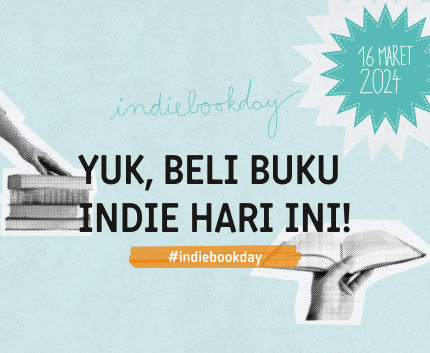 16 MARET
2024
indiebookday
YUK, BELI BUKU
INDIE HARI INI!
#indiebookday